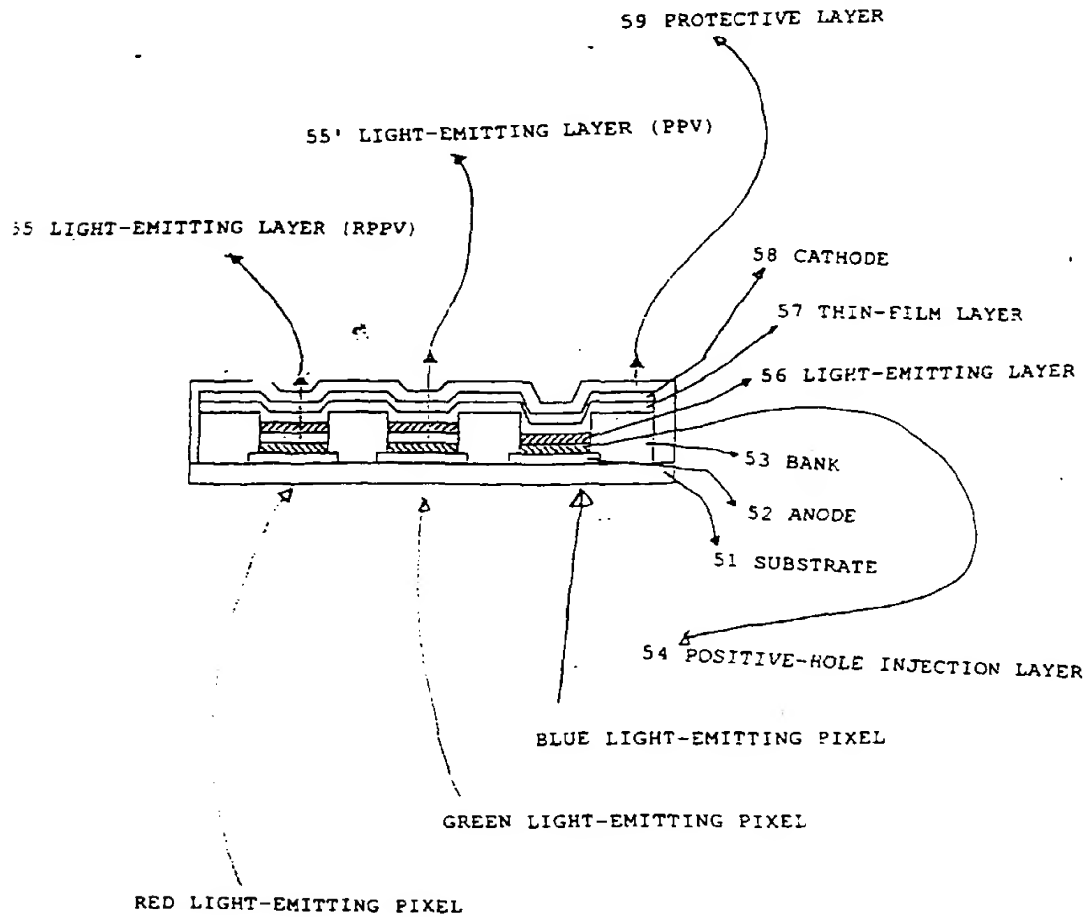 59 PROTECTIVE LAYER
55' LIGHT-EMITTING LAYER (PPV)
55 LIGHT-EMITTING LAYER (RPPV)
58 CATHODE
57 THIN-FILM LAYER
56 LIGHT-EMITTING LAYER
53 BANK
52 ANODE
51 SUBSTRATE
54 POSITIVE-HOLE INJECTION LAYER
BLUE LIGHT-EMITTING PIXEL
GREEN LIGHT-EMITTING PIXEL
RED LIGHT-EMITTING PIXEL